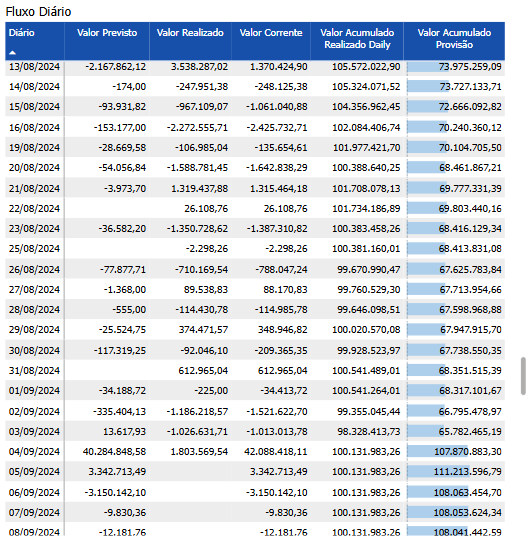 Fluxo Diário
Diário Valor Previsto Valor Realizado Valor Corrente Valor Acumulado Realizado Daily Valor Acumulado Provisão
13/08/2024 -2.167.862,12 3.538.287,02 1.370.424,90 105.572.022,90 73.975.259,09
14/08/2024 -174,00 -247.951,38 -248.125,38 105.324.071,52 73.727.133,71
15/08/2024 -93.931,82 -967.109,07 -1.061.040,88 104.356.962,45 72.666.092,82
16/08/2024 -153.177,00 -2.272.555,71 -2.425.732,71 102.084.406,74 70.240.360,12
19/08/2024 -28.669,58 -106.985,04 -135.654,61 101.977.421,70 70.104.705,50
20/08/2024 -54.056,84 -1.588.781,45 -1.642.838,29 100.388.640,25 68.461.867,21
21/08/2024 -3.973,70 1.319.437,88 1.315.464,18 101.708.078,13 69.777.331,39
22/08/2024 26.108,76 26.108,76 101.734.186,89 69.803.440,16
23/08/2024 -36.582,20 -1.350.728,62 -1.387.310,82 100.383.458,26 68.416.129,34
25/08/2024 -2.298,26 -2.298,26 100.381.160,01 68.413.831,08
26/08/2024 -77.877,71 -710.169,54 -788.047,24 99.670.990,47 67.625.783,84
27/08/2024 -1.368,00 89.538,83 88.170,83 99.760.529,30 67.713.954,66
28/08/2024 -555,00 -114.430,78 -114.985,78 99.646.098,51 67.598.968,88
29/08/2024 -25.524,75 374.471,57 348.946,82 100.020.570,08 67.947.915,70
30/08/2024 -117.319,25 -92.046,10 -209.365,35 99.928.523,97 67.738.550,35
31/08/2024 612.965,04 612.965,04 100.541.489,01 68.351.515,39
01/09/2024 -34.188,72 -225,00 -34.413,72 100.541.264,01 68.317.101,67
02/09/2024 -335.404,13 -1.186.218,57 -1.521.622,70 99.355.045,44 66.795.478,97
03/09/2024 13.617,93 -1.026.631,71 -1.013.013,78 98.328.413,73 65.782.465,19
04/09/2024 40.284.848,58 1.803.569,54 42.088.418,11 100.131.983,26 107.870.883,30
05/09/2024 3.342.713,49 3.342.713,49 100.131.983,26 111.213.596,79
06/09/2024 -3.150.142,10 -3.150.142,10 100.131.983,26 108.063.454,70
07/09/2024 -9.830,36 -9.830,36 100.131.983,26 108.053.624,34
08/09/2024 -12.181,76 -12.181,76 100.131.983,26 108.041.442,59